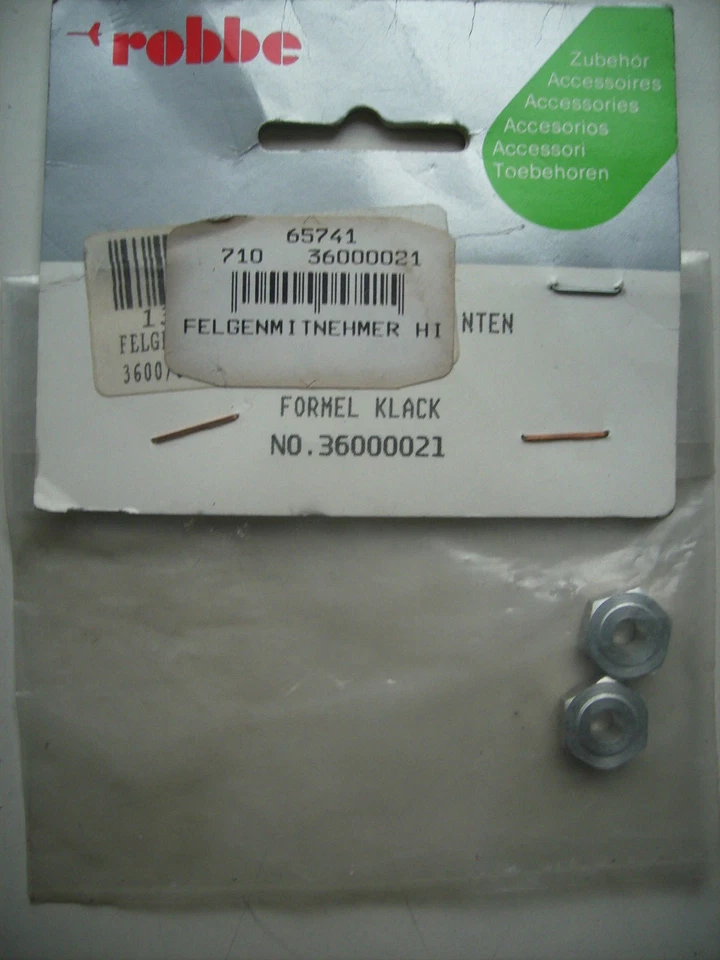 robbe
Zubehör
Accessoires
Accessories
Accesorios
Accessori
Toebehoren
65741
710 36000021
FELGENMITNEHMER HI NTEN
FORMEL KLACK
NO.36000021